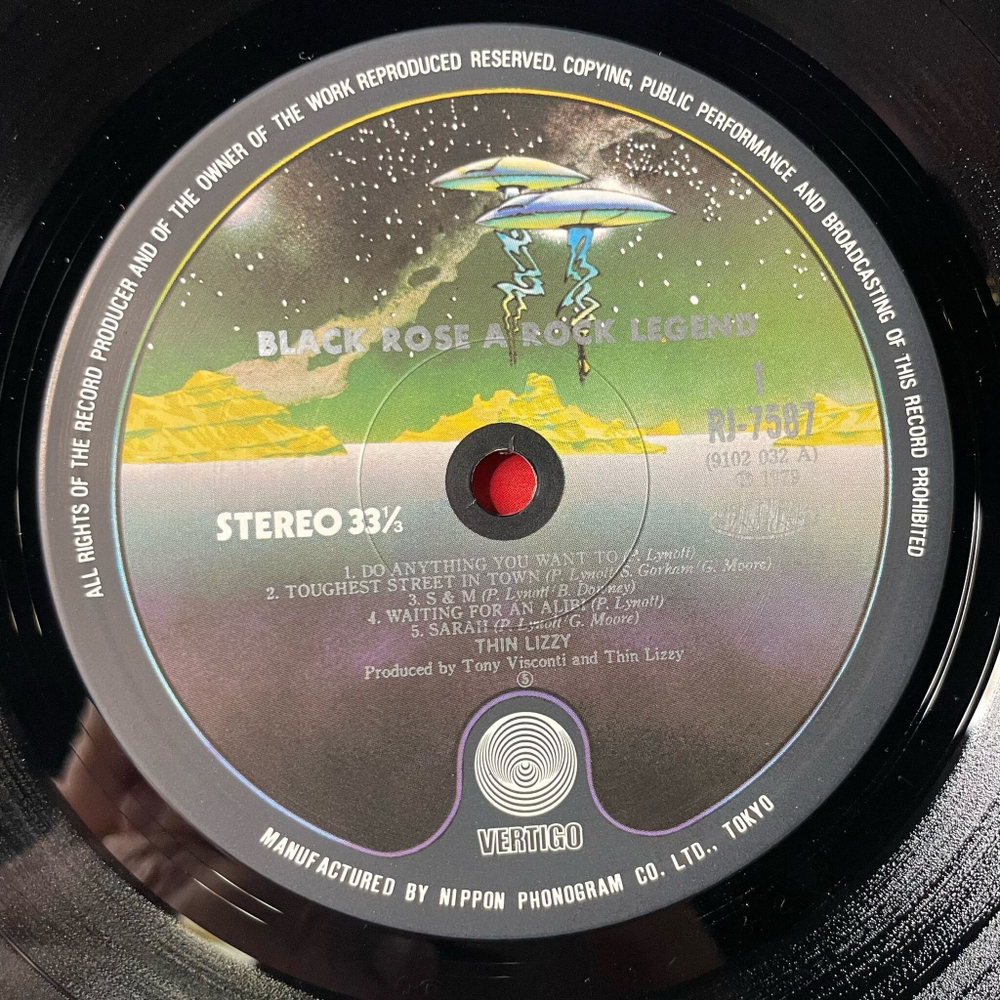 ALL RIGHTS OF THE RECORD PRODUCER AND OF THE OWNER OF THE WORK REPRODUCED RESERVED. COPYING, PUBLIC PERFORMANCE AND BROADCASTING OF THIS RECORD PROHIBITED
BLACK ROSE A ROCK LEGEND
1
RJ-7587
(9102 032 A)
Ⓟ 1979
STEREO 33⅓
1. DO ANYTHING YOU WANT TO (P. Lynott)
2. TOUGHEST STREET IN TOWN (P. Lynott/S. Gorham/G. Moore)
3. S & M (P. Lynott/B. Downey)
4. WAITING FOR AN ALIBI (P. Lynott)
5. SARAH (P. Lynott/G. Moore)
THIN LIZZY
Produced by Tony Visconti and Thin Lizzy
Ⓢ
VERTIGO
MANUFACTURED BY NIPPON PHONOGRAM CO. LTD., TOKYO